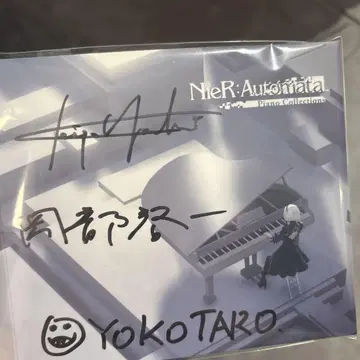 NieR:Automata
Piano Collections
岡部啓一
YOKOTARO.